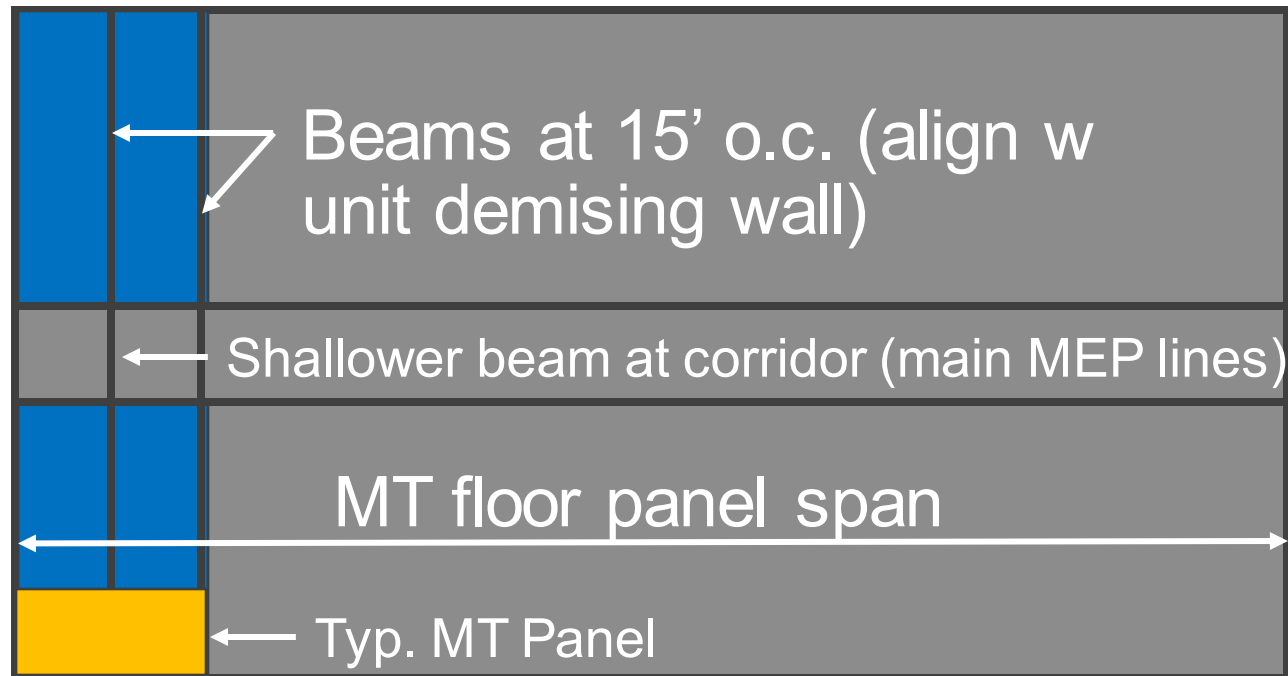 Beams at 15’ o.c. (align w
unit demising wall)
Shallower beam at corridor (main MEP lines)
MT floor panel span
Typ. MT Panel